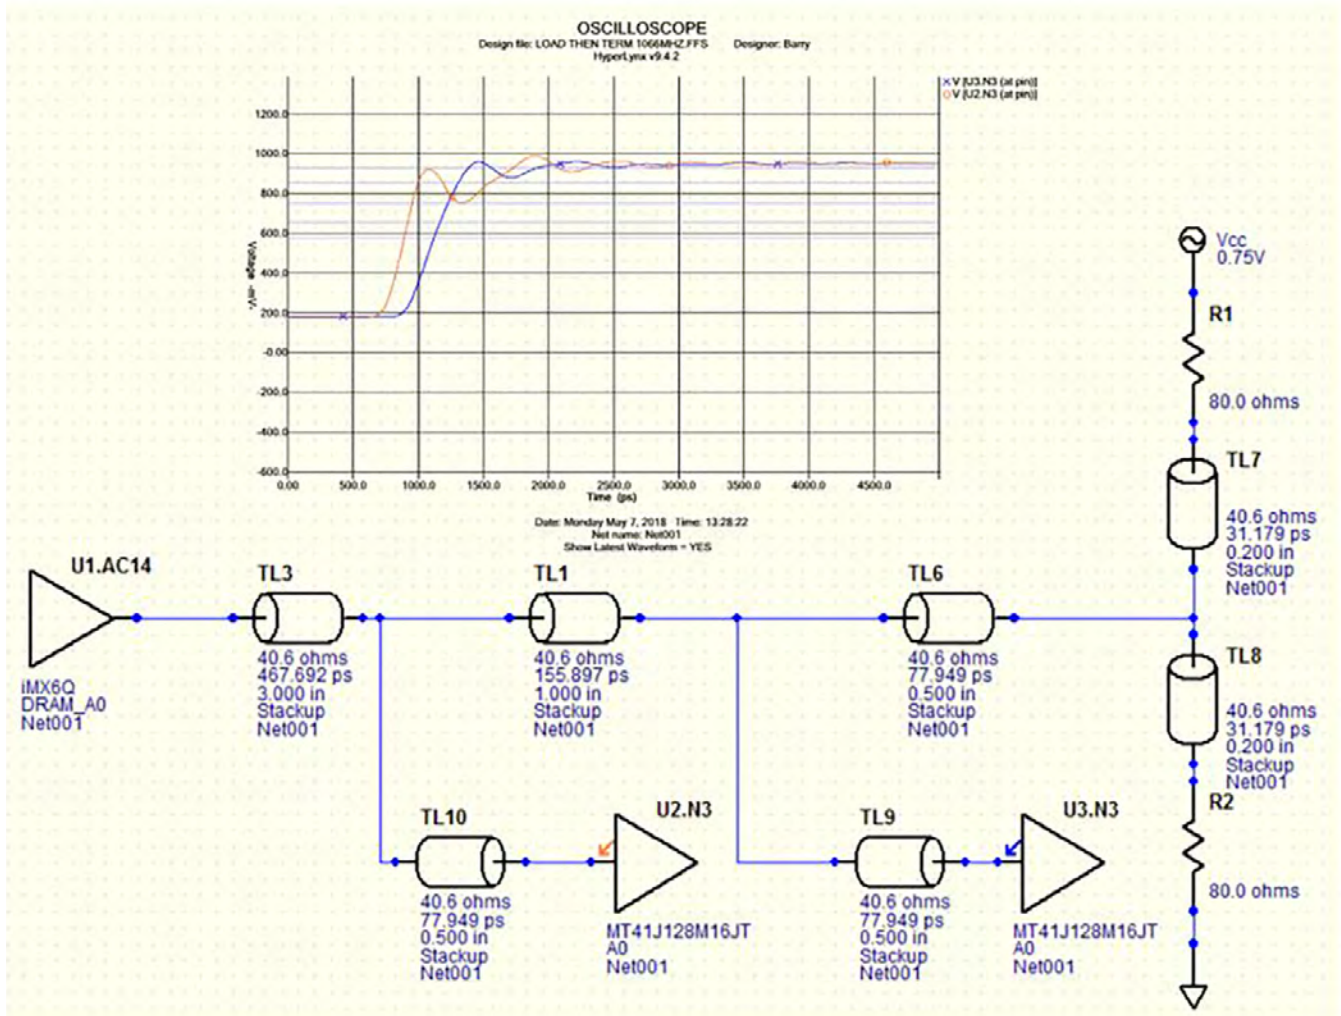 OSCILLOSCOPE
Design file: LOAD THEN TERM 1066MHZ.FFS Designer: Barry
HyperLynx v9.4.2
V [U3.N3 (at pin)]
V [U2.N3 (at pin)]
1200.0
1000.0
800.0
600.0
400.0
200.0
-0.00
-200.0
-400.0
-600.0
Voltage -mV-
0.00 500.0 1000.0 1500.0 2000.0 2500.0 3000.0 3500.0 4000.0 4500.0
Time (ps)
Date: Monday May 7, 2018 Time: 13:28:22
Net name: Net001
Show Latest Waveform = YES
Vcc
0.75V
R1
80.0 ohms
TL7
40.6 ohms
31.179 ps
0.200 in
Stackup
Net001
U1.AC14
iMX6Q
DRAM_A0
Net001
TL3
40.6 ohms
467.692 ps
3.000 in
Stackup
Net001
TL1
40.6 ohms
155.897 ps
1.000 in
Stackup
Net001
TL6
40.6 ohms
77.949 ps
0.500 in
Stackup
Net001
TL8
40.6 ohms
31.179 ps
0.200 in
Stackup
Net001
TL10
40.6 ohms
77.949 ps
0.500 in
Stackup
Net001
U2.N3
MT41J128M16JT
A0
Net001
TL9
40.6 ohms
77.949 ps
0.500 in
Stackup
Net001
U3.N3
MT41J128M16JT
A0
Net001
R2
80.0 ohms